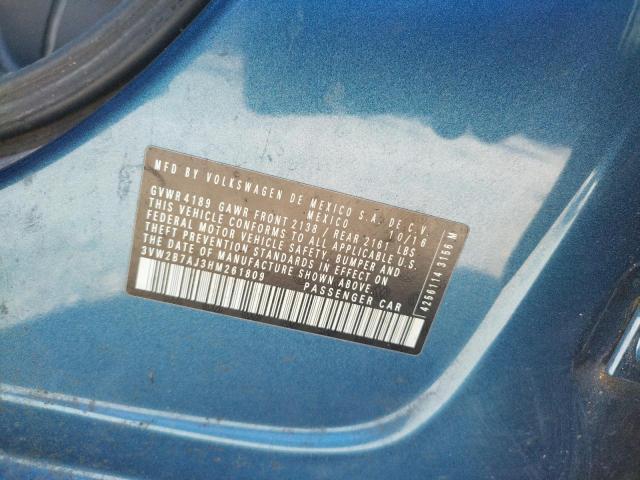 MFD BY VOLKSWAGEN DE MEXICO S.A. DE C.V.
MEXICO 10/16
GVWR 4189 GAWR FRONT 2138 / REAR 2161 LBS
THIS VEHICLE CONFORMS TO ALL APPLICABLE U.S.
FEDERAL MOTOR VEHICLE SAFETY, BUMPER AND
THEFT PREVENTION STANDARDS IN EFFECT ON
THE DATE OF MANUFACTURE SHOWN ABOVE.
3VW2B7AJ3HM261809
PASSENGER CAR
4256114 3156 M